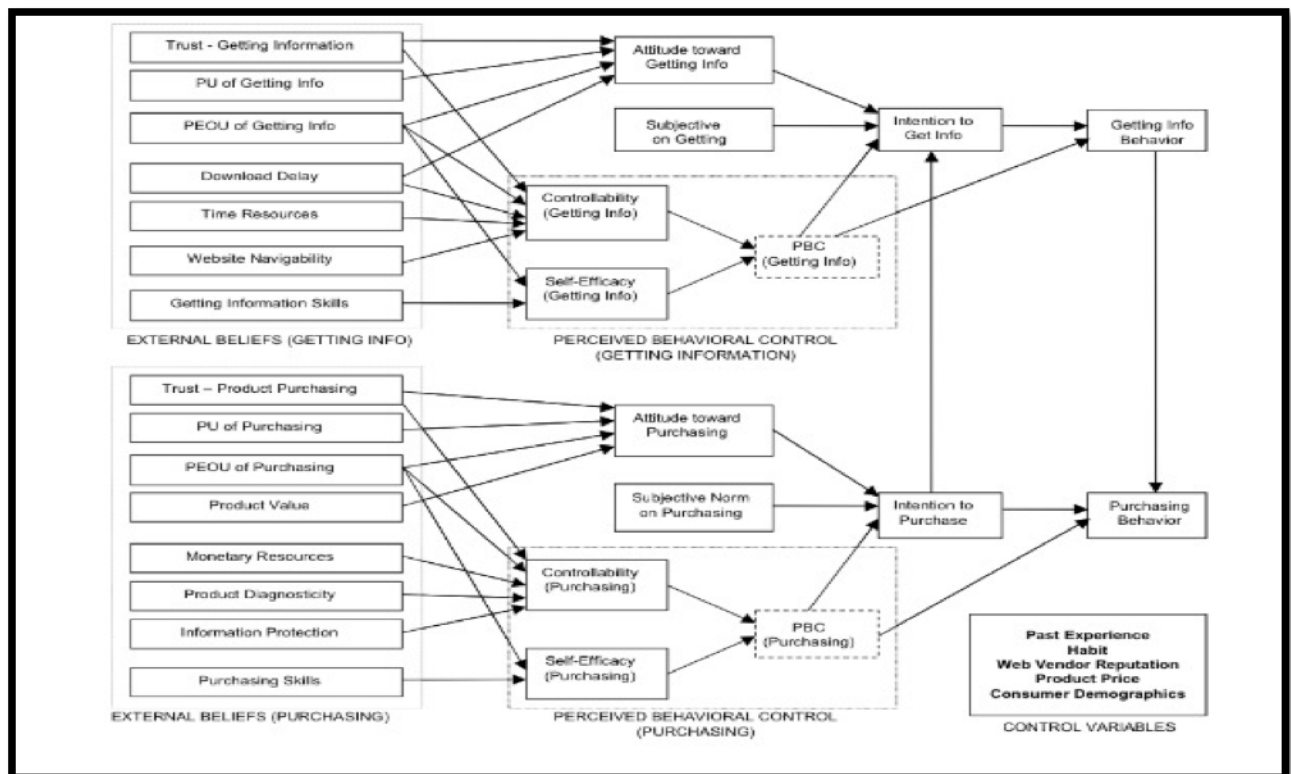 Trust - Getting Information
PU of Getting Info
PEOU of Getting Info
Download Delay
Time Resources
Website Navigability
Getting Information Skills
EXTERNAL BELIEFS (GETTING INFO)
Attitude toward
Getting Info
Subjective
on Getting
Controllability
(Getting Info)
Self-Efficacy
(Getting Info)
PBC
(Getting Info)
PERCEIVED BEHAVIORAL CONTROL
(GETTING INFORMATION)
Intention to
Get Info
Getting Info
Behavior
Trust – Product Purchasing
PU of Purchasing
PEOU of Purchasing
Product Value
Monetary Resources
Product Diagnosticity
Information Protection
Purchasing Skills
EXTERNAL BELIEFS (PURCHASING)
Attitude toward
Purchasing
Subjective Norm
on Purchasing
Controllability
(Purchasing)
Self-Efficacy
(Purchasing)
PBC
(Purchasing)
PERCEIVED BEHAVIORAL CONTROL
(PURCHASING)
Intention to
Purchase
Purchasing
Behavior
Past Experience
Habit
Web Vendor Reputation
Product Price
Consumer Demographics
CONTROL VARIABLES